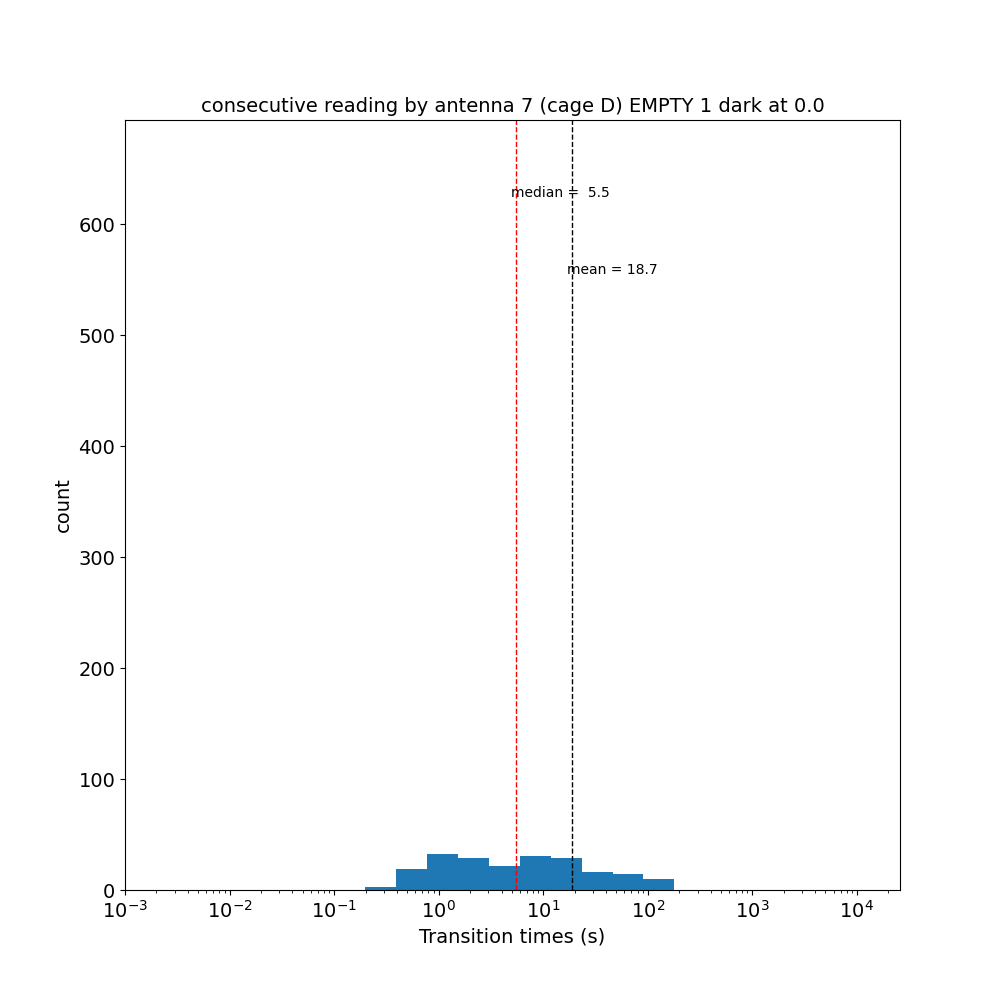 consecutive reading by antenna 7 (cage D) EMPTY 1 dark at 0.0
median =  5.5
mean = 18.7
600
500
400
300
200
100
0
count
10⁻³ 10⁻² 10⁻¹ 10⁰ 10¹ 10² 10³ 10⁴
Transition times (s)